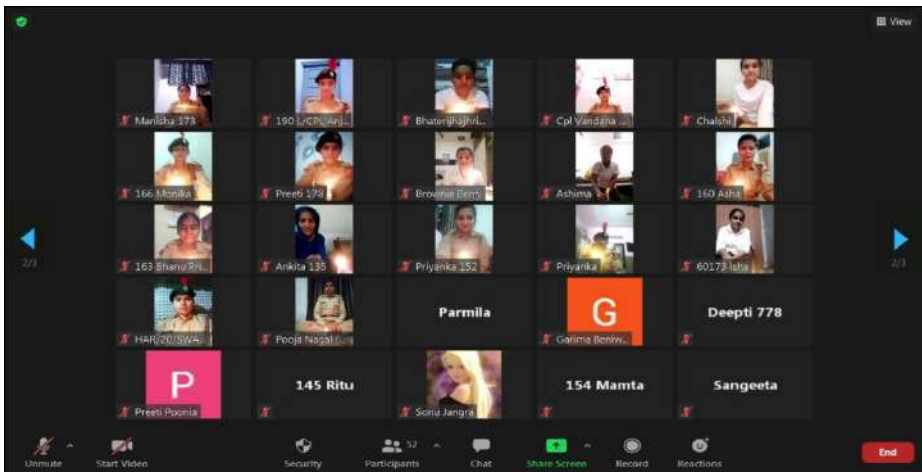 View
Manisha 173
190 L/CPL Anj...
Bhaterijhajhri...
Cpl Vandana ...
Chalshi
166 Monika
Preeti 178
Brownie Berry
Ashima
160 Asha
163 Bhanu Pri...
Ankita 135
Priyanka 152
Priyanka
60173 Isha
2/3
2/3
HAR/20/SWA...
Pooja Nagal
Parmila
G
Garima Beniw...
Deepti 778
P
Preeti Poonia
145 Ritu
Sonu Jangra
154 Mamta
Sangeeta
Unmute
Start Video
Security
52
Participants
Chat
Share Screen
Record
Reactions
End